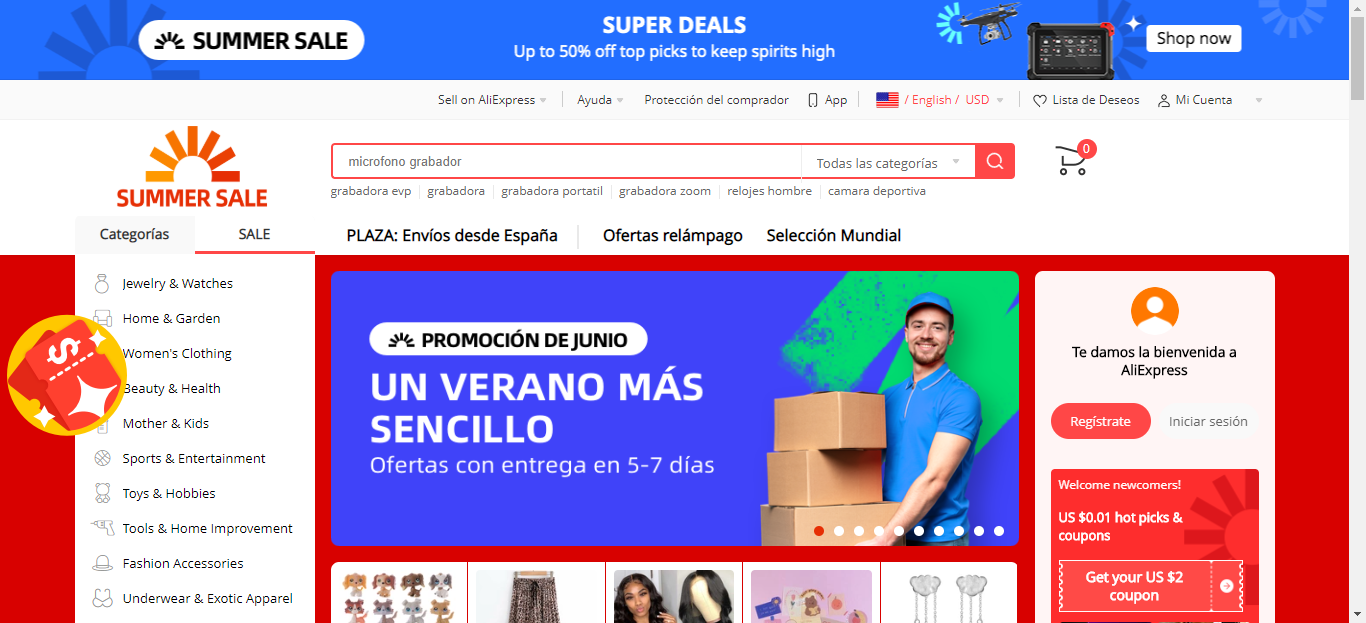 SUMMER SALE
SUPER DEALS
Up to 50% off top picks to keep spirits high
Shop now
Sell on AliExpress
Ayuda
Protección del comprador
App
/ English / USD
Lista de Deseos
Mi Cuenta
SUMMER SALE
microfono grabador
Todas las categorías
0
grabadora evp
grabadora
grabadora portatil
grabadora zoom
relojes hombre
camara deportiva
Categorías
SALE
PLAZA: Envíos desde España
Ofertas relámpago
Selección Mundial
Jewelry & Watches
Home & Garden
Women's Clothing
Beauty & Health
Mother & Kids
Sports & Entertainment
Toys & Hobbies
Tools & Home Improvement
Fashion Accessories
Underwear & Exotic Apparel
$
PROMOCIÓN DE JUNIO
UN VERANO MÁS
SENCILLO
Ofertas con entrega en 5-7 días
Te damos la bienvenida a
AliExpress
Regístrate
Iniciar sesión
Welcome newcomers!
US $0.01 hot picks &
coupons
Get your US $2
coupon